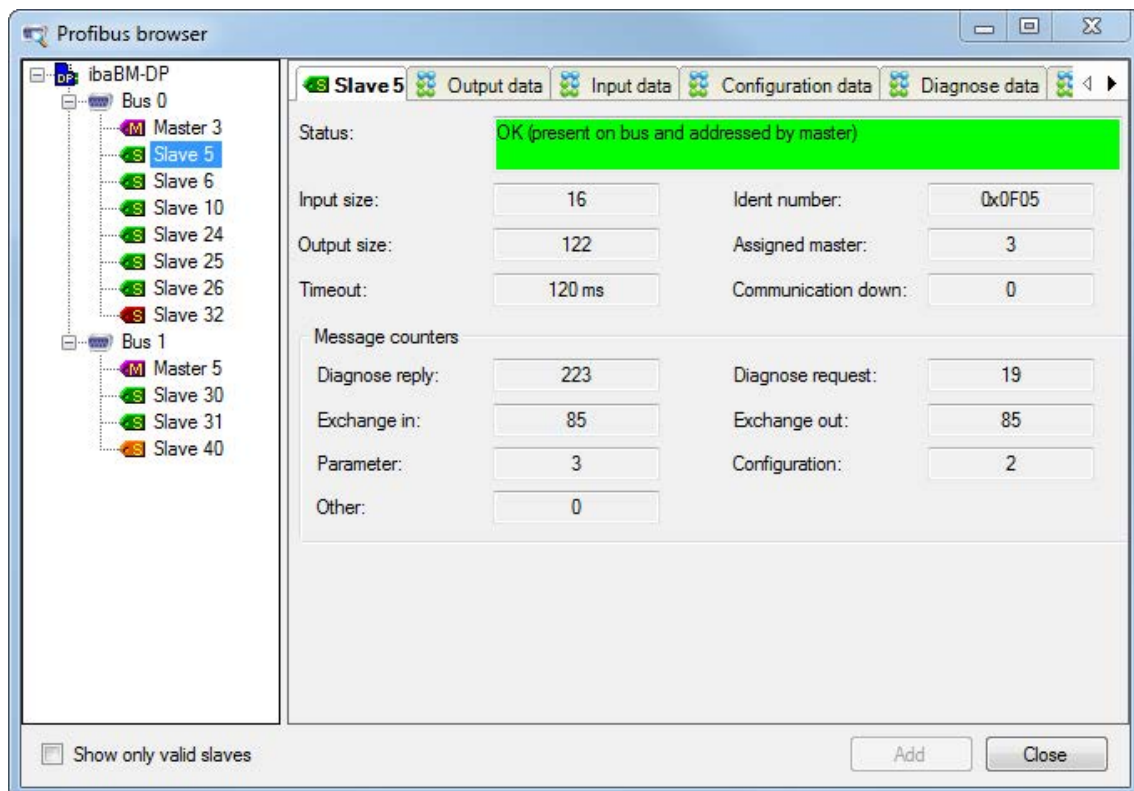 Profibus browser
ibaBM-DP
Bus 0
Master 3
Slave 5
Slave 6
Slave 10
Slave 24
Slave 25
Slave 26
Slave 32
Bus 1
Master 5
Slave 30
Slave 31
Slave 40
Slave 5 Output data Input data Configuration data Diagnose data
Status: OK (present on bus and addressed by master)
Input size: 16 Ident number: 0x0F05
Output size: 122 Assigned master: 3
Timeout: 120 ms Communication down: 0
Message counters
Diagnose reply: 223 Diagnose request: 19
Exchange in: 85 Exchange out: 85
Parameter: 3 Configuration: 2
Other: 0
Show only valid slaves Add Close